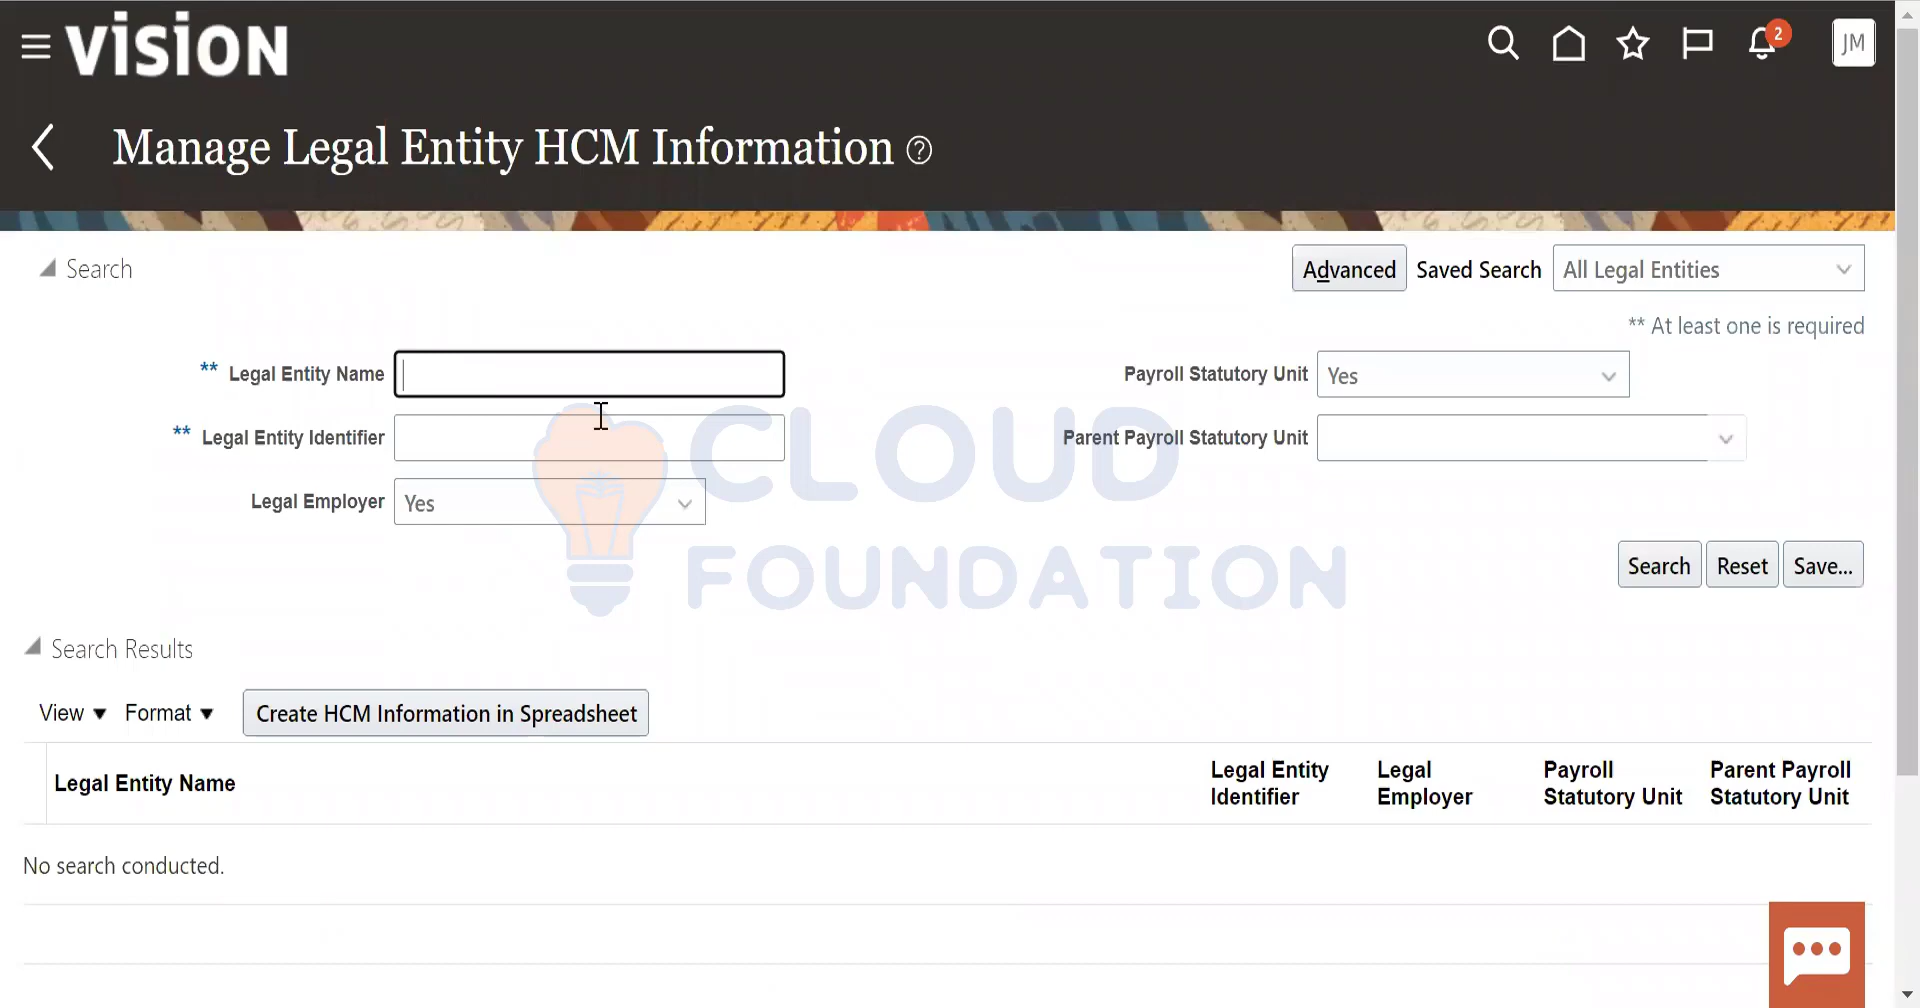 VISION
2
JM
Manage Legal Entity HCM Information ?
Search
Advanced Saved Search All Legal Entities
** At least one is required
** Legal Entity Name
Payroll Statutory Unit Yes
** Legal Entity Identifier
Parent Payroll Statutory Unit
Legal Employer Yes
CLOUD
FOUNDATION
Search Reset Save...
Search Results
View Format Create HCM Information in Spreadsheet
Legal Entity Name
Legal Entity Identifier
Legal Employer
Payroll Statutory Unit
Parent Payroll Statutory Unit
No search conducted.